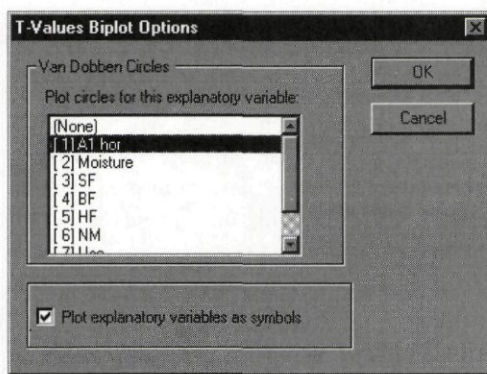 T-Values Biplot Options
Van Dobben Circles
Plot circles for this explanatory variable:
(None)
[ 1] A1 hor
[ 2] Moisture
[ 3] SF
[ 4] BF
[ 5] HF
[ 6] NM
OK
Cancel
Plot explanatory variables as symbols